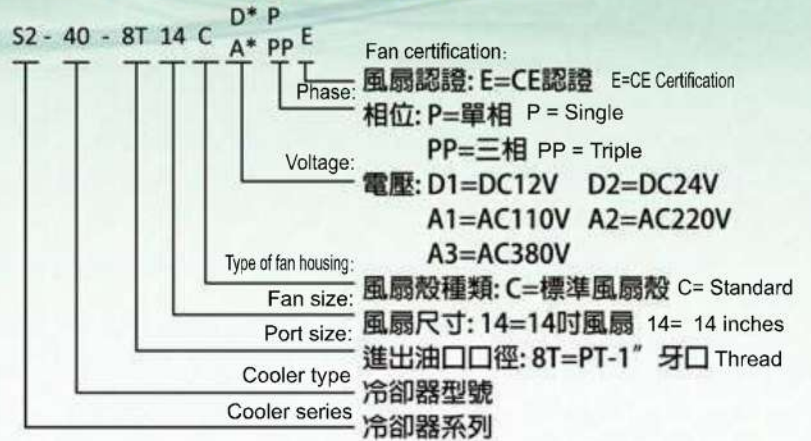 D* P
S2 - 40 - 8T 14 C A* PP E
Fan certification:
風扇認證: E=CE認證 E=CE Certification
Phase:
相位: P=單相 P = Single
PP=三相 PP = Triple
Voltage:
電壓: D1=DC12V D2=DC24V
A1=AC110V A2=AC220V
A3=AC380V
Type of fan housing:
風扇殼種類: C=標準風扇殼 C= Standard
Fan size:
風扇尺寸: 14=14吋風扇 14= 14 inches
Port size:
進出油口口徑: 8T=PT-1" 牙口 Thread
Cooler type
冷卻器型號
Cooler series
冷卻器系列